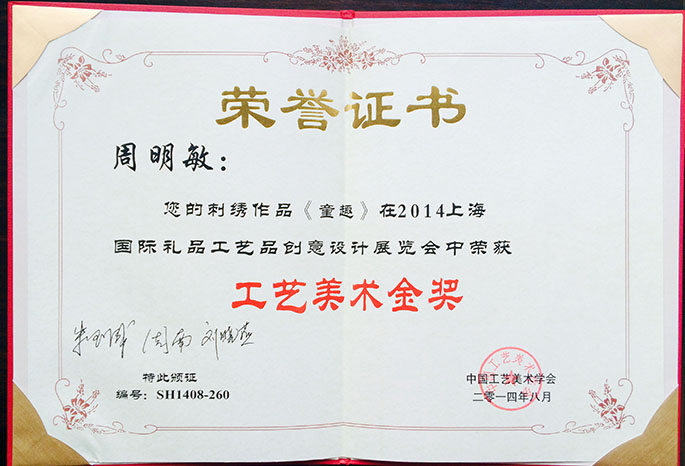 荣誉证书
周明敏：
您的刺绣作品《童趣》在2014上海
国际礼品工艺品创意设计展览会中荣获
工艺美术金奖
特此颁证
编号：SH1408-260
中国工艺美术学会
二零一四年八月